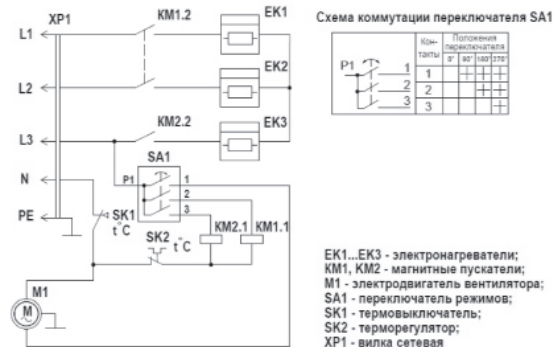 XP1
KM1.2
EK1
L1
EK2
L2
KM2.2
EK3
L3
SA1
P1
1
2
3
N
PE
SK1
t°C
SK2
t°C
KM2.1
KM1.1
M1
M
Схема коммутации переключателя SA1
P1
1
2
3
Кон-такты
Положения переключателя
0° 90° 180° 270°
1
2
3
EK1...EK3 - электронагреватели;
KM1, KM2 - магнитные пускатели;
M1 - электродвигатель вентилятора;
SA1 - переключатель режимов;
SK1 - термовыключатель;
SK2 - терморегулятор;
XP1 - вилка сетевая